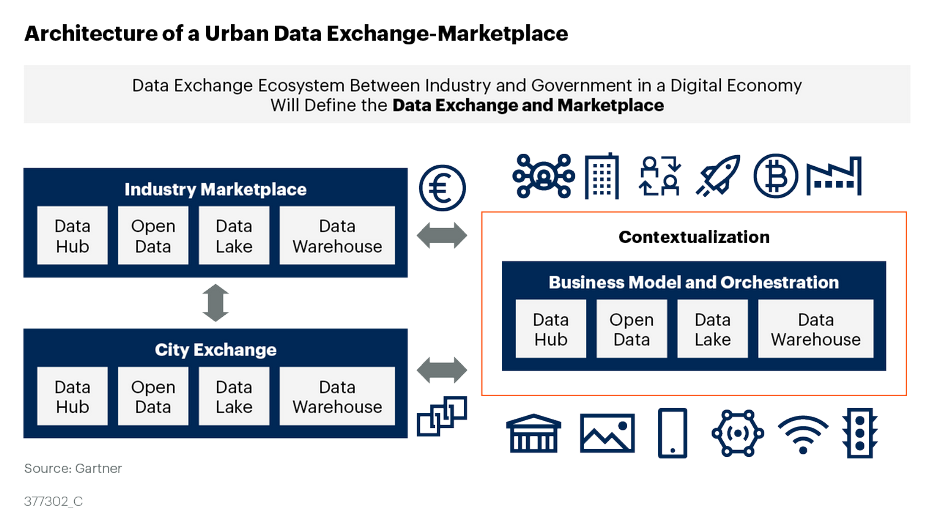 Architecture of a Urban Data Exchange-Marketplace
Data Exchange Ecosystem Between Industry and Government in a Digital Economy
Will Define the Data Exchange and Marketplace
Industry Marketplace
Data
Hub
Open
Data
Data
Lake
Data
Warehouse
€
City Exchange
Data
Hub
Open
Data
Data
Lake
Data
Warehouse
Contextualization
Business Model and Orchestration
Data
Hub
Open
Data
Data
Lake
Data
Warehouse
Source: Gartner
377302_C